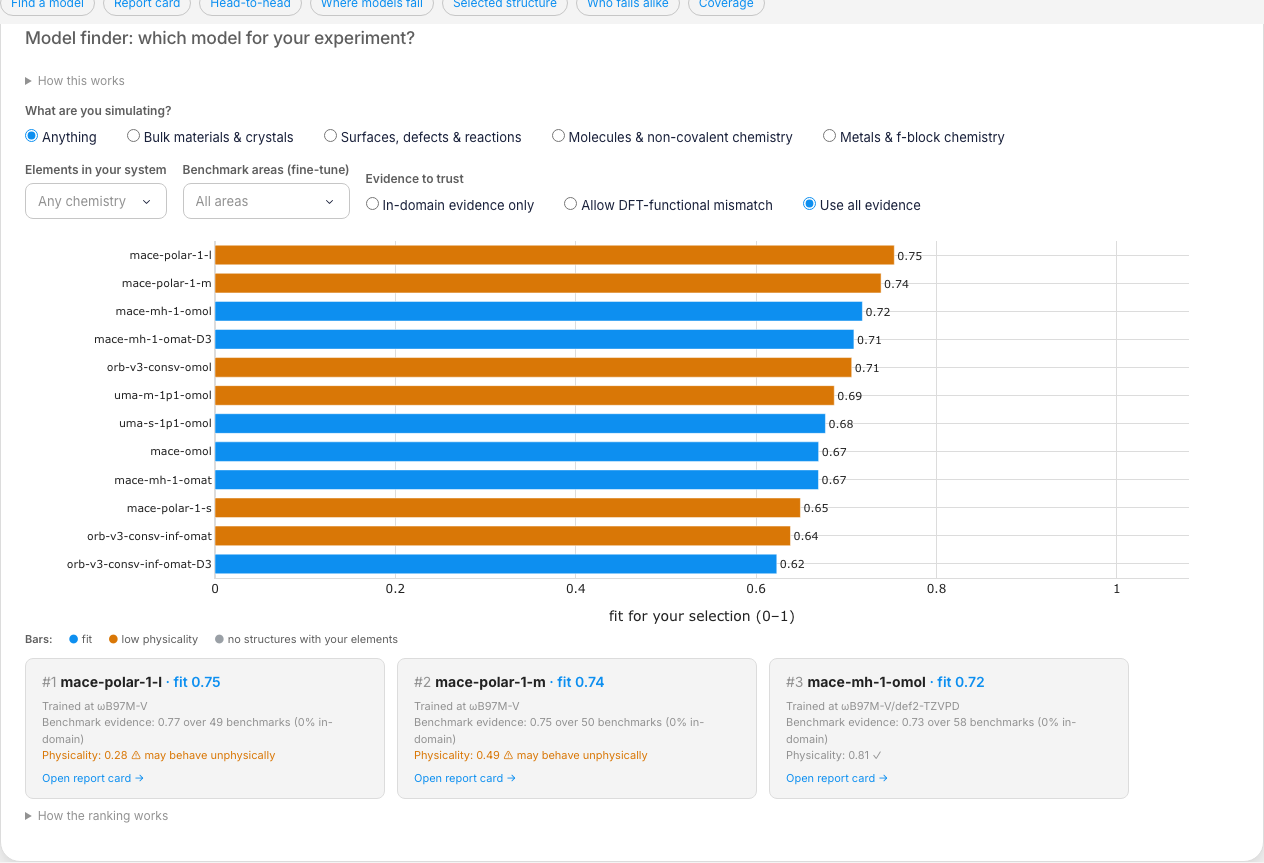 Find a model
Report card
Head-to-head
Where models fail
Selected structure
Who fails alike
Coverage
Model finder: which model for your experiment?
How this works
What are you simulating?
Anything
Bulk materials & crystals
Surfaces, defects & reactions
Molecules & non-covalent chemistry
Metals & f-block chemistry
Elements in your system
Benchmark areas (fine-tune)
Evidence to trust
Any chemistry
All areas
In-domain evidence only
Allow DFT-functional mismatch
Use all evidence
mace-polar-1-l 0.75
mace-polar-1-m 0.74
mace-mh-1-omol 0.72
mace-mh-1-omat-D3 0.71
orb-v3-consv-omol 0.71
uma-m-1p1-omol 0.69
uma-s-1p1-omol 0.68
mace-omol 0.67
mace-mh-1-omat 0.67
mace-polar-1-s 0.65
orb-v3-consv-inf-omat 0.64
orb-v3-consv-inf-omat-D3 0.62
0 0.2 0.4 0.6 0.8 1
fit for your selection (0–1)
Bars: fit low physicality no structures with your elements
#1 mace-polar-1-l · fit 0.75
Trained at ωB97M-V
Benchmark evidence: 0.77 over 49 benchmarks (0% in-
domain)
Physicality: 0.28 ⚠ may behave unphysically
Open report card →
#2 mace-polar-1-m · fit 0.74
Trained at ωB97M-V
Benchmark evidence: 0.75 over 50 benchmarks (0% in-
domain)
Physicality: 0.49 ⚠ may behave unphysically
Open report card →
#3 mace-mh-1-omol · fit 0.72
Trained at ωB97M-V/def2-TZVPD
Benchmark evidence: 0.73 over 58 benchmarks (0% in-
domain)
Physicality: 0.81 ✓
Open report card →
How the ranking works